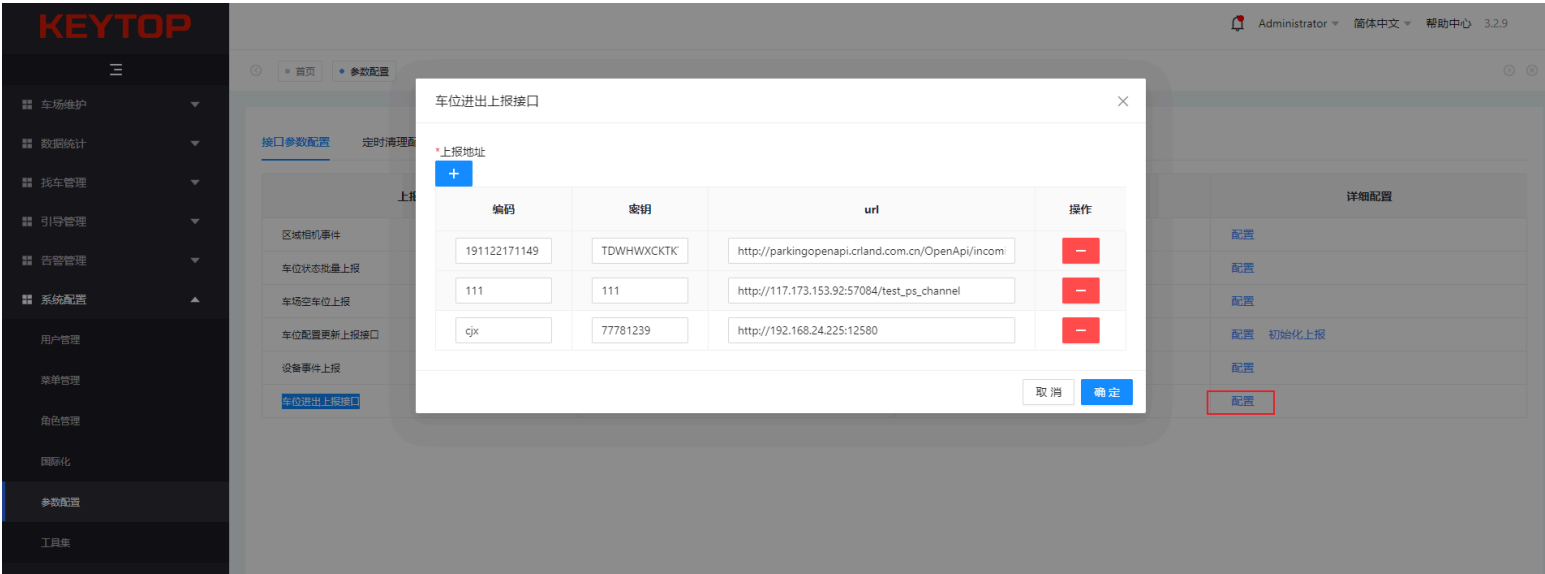 KEYTOP
Administrator 简体中文 帮助中心 3.2.9
首页 参数配置
车场维护
数据统计
找车管理
引导管理
告警管理
系统配置
用户管理
菜单管理
角色管理
国际化
参数配置
工具集
接口参数配置 定时清理配
上报
详细配置
区域相机事件 配置
车位状态批量上报 配置
车场空车位上报 配置
车位配置更新上报接口 配置 初始化上报
设备事件上报 配置
车位进出上报接口 配置
车位进出上报接口
*上报地址
+
编码 密钥 url 操作
191122171149 TDWHWXCKTK http://parkingopenapi.crland.com.cn/OpenApi/incomi
111 111 http://117.173.153.92:57084/test_ps_channel
cjx 77781239 http://192.168.24.225:12580
取消 确定